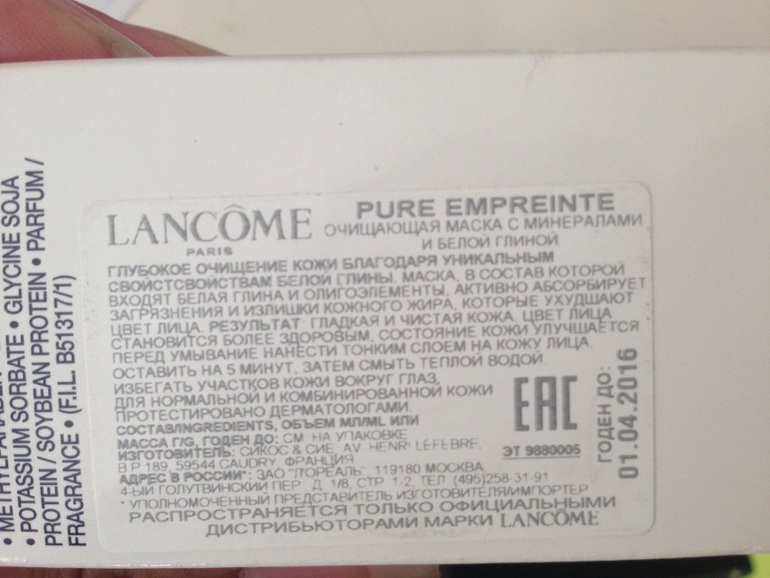 • METHYLPARABEN
• POTASSIUM SORBATE • GLYCINE SOJA
PROTEIN / SOYBEAN PROTEIN • PARFUM /
FRAGRANCE • (F.I.L. B51317/1)
LANCÔME
PARIS
PURE EMPREINTE
ОЧИЩАЮЩАЯ МАСКА С МИНЕРАЛАМИ
И БЕЛОЙ ГЛИНОЙ
ГЛУБОКОЕ ОЧИЩЕНИЕ КОЖИ БЛАГОДАРЯ УНИКАЛЬНЫМ
СВОЙСТСВОЙСТВАМ БЕЛОЙ ГЛИНЫ. МАСКА, В СОСТАВ КОТОРОЙ
ВХОДЯТ БЕЛАЯ ГЛИНА И ОЛИГОЭЛЕМЕНТЫ, АКТИВНО АБСОРБИРУЕТ
ЗАГРЯЗНЕНИЯ И ИЗЛИШКИ КОЖНОГО ЖИРА, КОТОРЫЕ УХУДШАЮТ
ЦВЕТ ЛИЦА. РЕЗУЛЬТАТ: ГЛАДКАЯ И ЧИСТАЯ КОЖА. ЦВЕТ ЛИЦА
СТАНОВИТСЯ БОЛЕЕ ЗДОРОВЫМ, СОСТОЯНИЕ КОЖИ УЛУЧШАЕТСЯ
ПЕРЕД УМЫВАНИЕ НАНЕСТИ ТОНКИМ СЛОЕМ НА КОЖУ ЛИЦА.
ОСТАВИТЬ НА 5 МИНУТ, ЗАТЕМ СМЫТЬ ТЕПЛОЙ ВОДОЙ.
ИЗБЕГАТЬ УЧАСТКОВ КОЖИ ВОКРУГ ГЛАЗ.
ДЛЯ НОРМАЛЬНОЙ И КОМБИНИРОВАННОЙ КОЖИ
ПРОТЕСТИРОВАНО ДЕРМАТОЛОГАМИ.
СОСТАВ/INGREDIENTS, ОБЪЕМ МЛ/ML ИЛИ
МАССА Г/G, ГОДЕН ДО: СМ. НА УПАКОВКЕ
ИЗГОТОВИТЕЛЬ: СИКОС & СИЕ, AV. HENRI LEFEBRE,
B P 189, 59544 CAUDRY, ФРАНЦИЯ
АДРЕС В РОССИИ*: ЗАО "ЛОРЕАЛЬ" 119180 МОСКВА,
4-ЫЙ ГОЛУТВИНСКИЙ ПЕР. Д. 1/8, СТР. 1-2, ТЕЛ (495)258-31-91
* УПОЛНОМОЧЕННЫЙ ПРЕДСТАВИТЕЛЬ ИЗГОТОВИТЕЛЯ/ИМПОРТЕР
РАСПРОСТРАНЯЕТСЯ ТОЛЬКО ОФИЦИАЛЬНЫМИ
ДИСТРИБЬЮТОРАМИ МАРКИ LANCÔME
EAC
ЭТ 9880005
ГОДЕН ДО:
01.04.2016